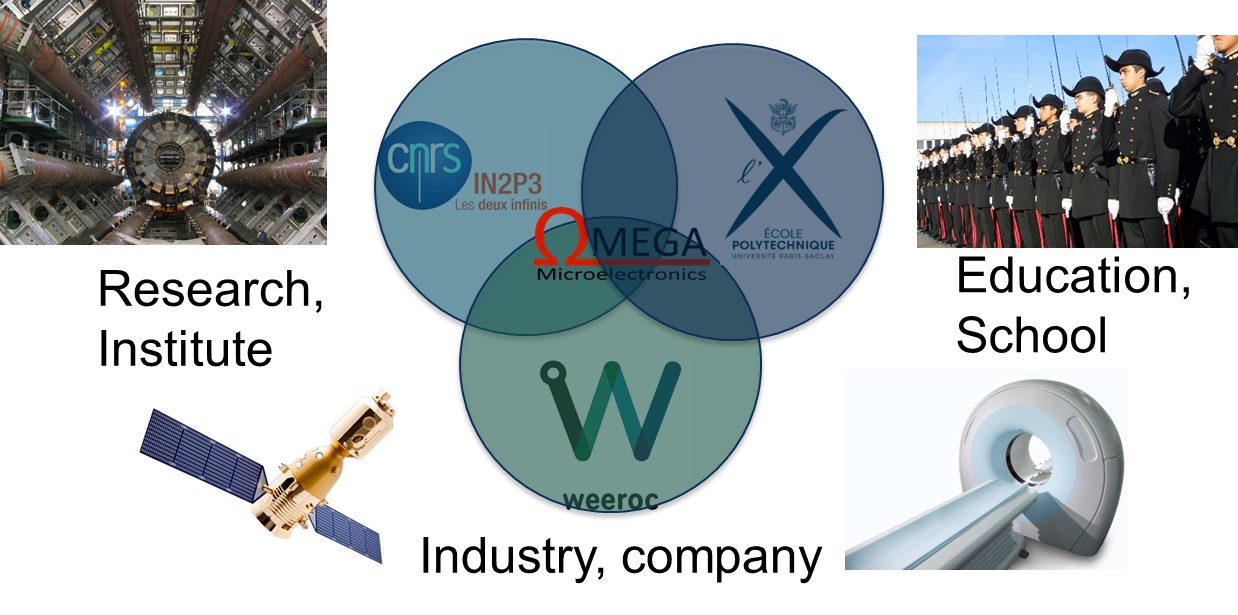 cnrs
IN2P3
Les deux infinis
l'X
ÉCOLE
POLYTECHNIQUE
UNIVERSITÉ PARIS-SACLAY
ΩMEGA
Microelectronics
Research,
Institute
Education,
School
weeroc
Industry, company